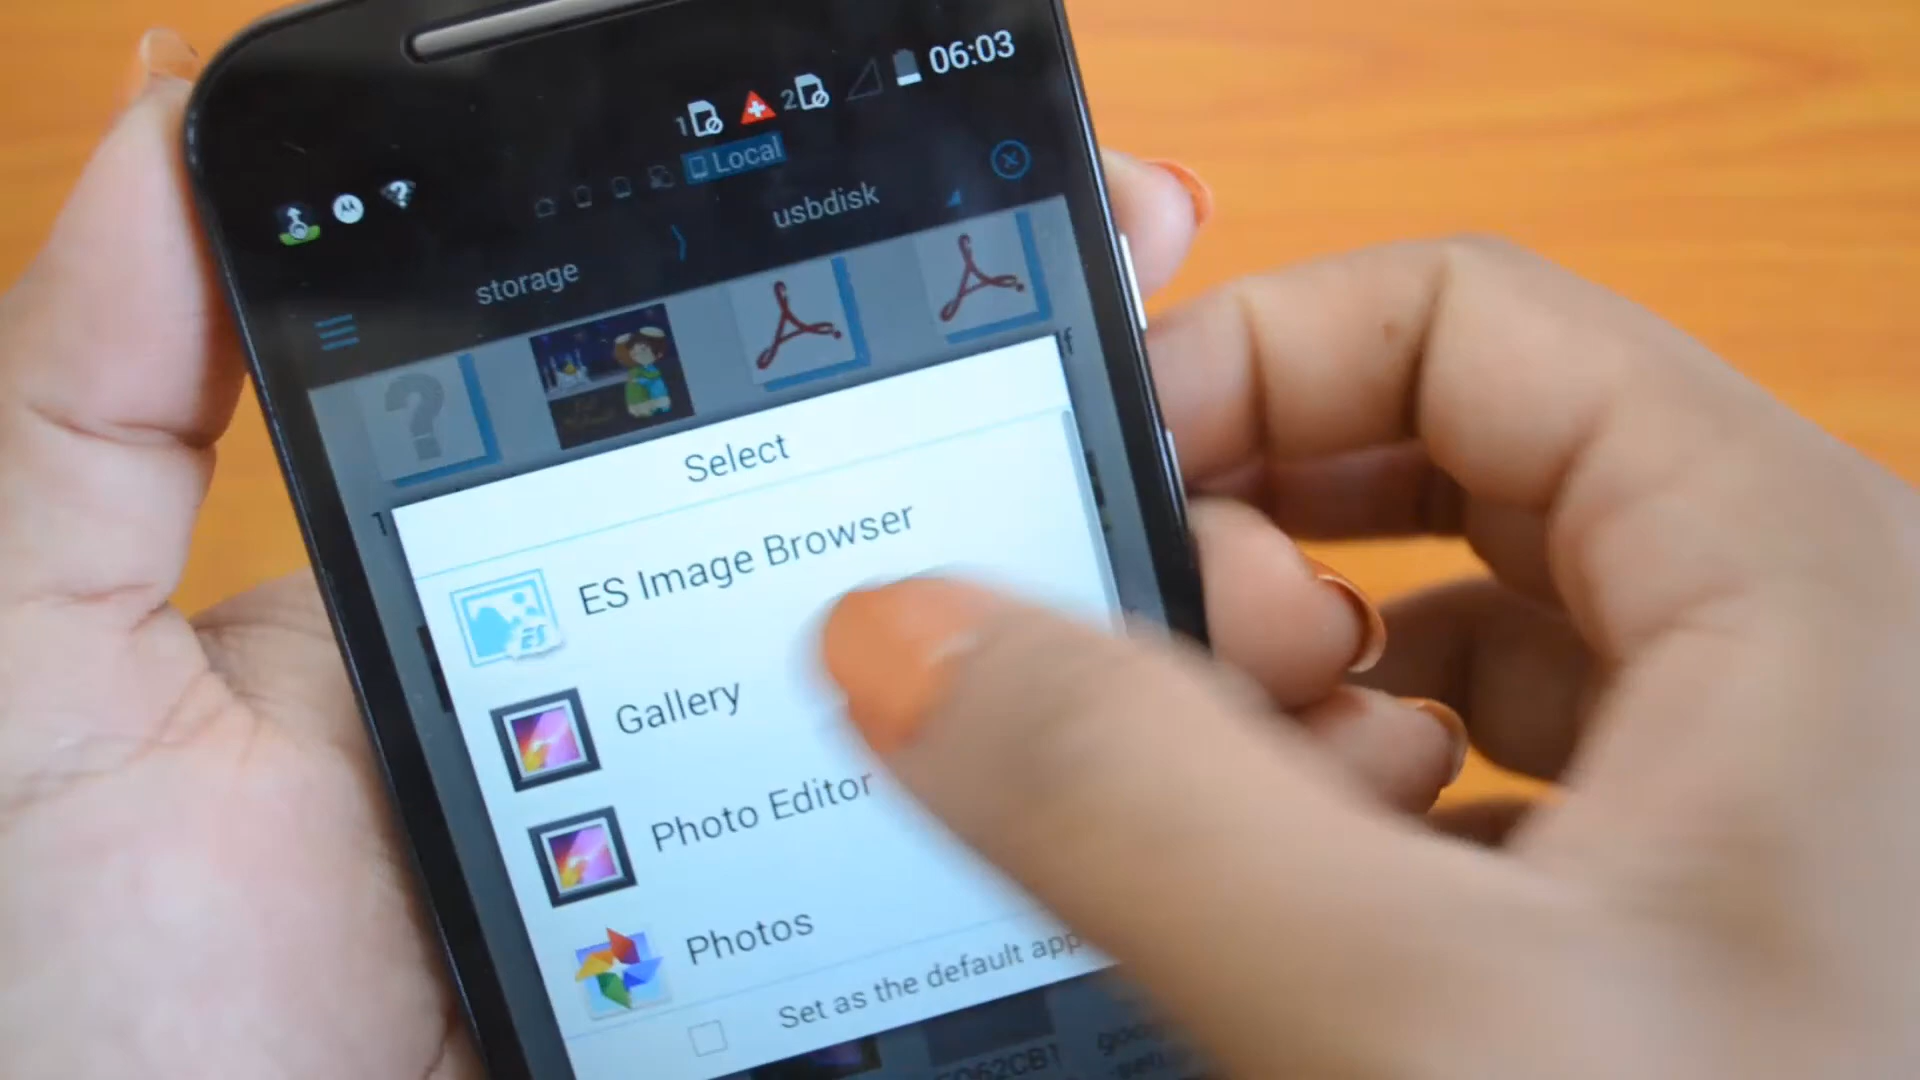 06:03
1
2
Local
storage
usbdisk
Select
ES Image Browser
ES
Gallery
Photo Editor
Photos
Set as the default app